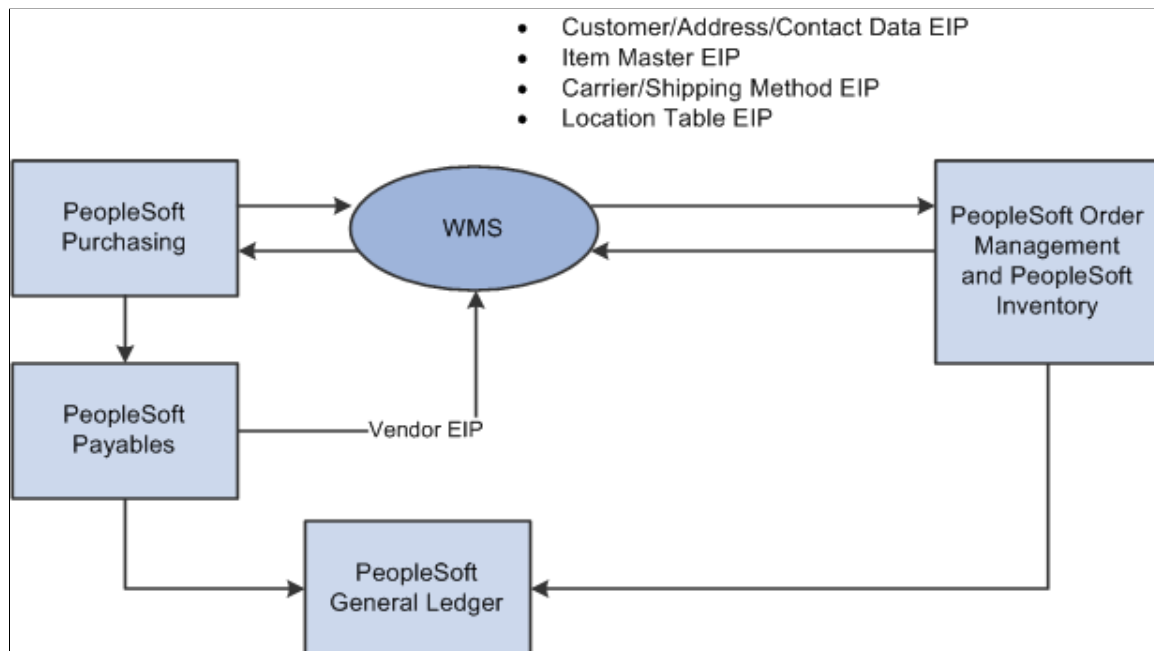 • Customer/Address/Contact Data EIP
• Item Master EIP
• Carrier/Shipping Method EIP
• Location Table EIP
PeopleSoft
Purchasing
WMS
PeopleSoft Order
Management
and PeopleSoft
Inventory
PeopleSoft
Payables
Vendor EIP
PeopleSoft
General Ledger